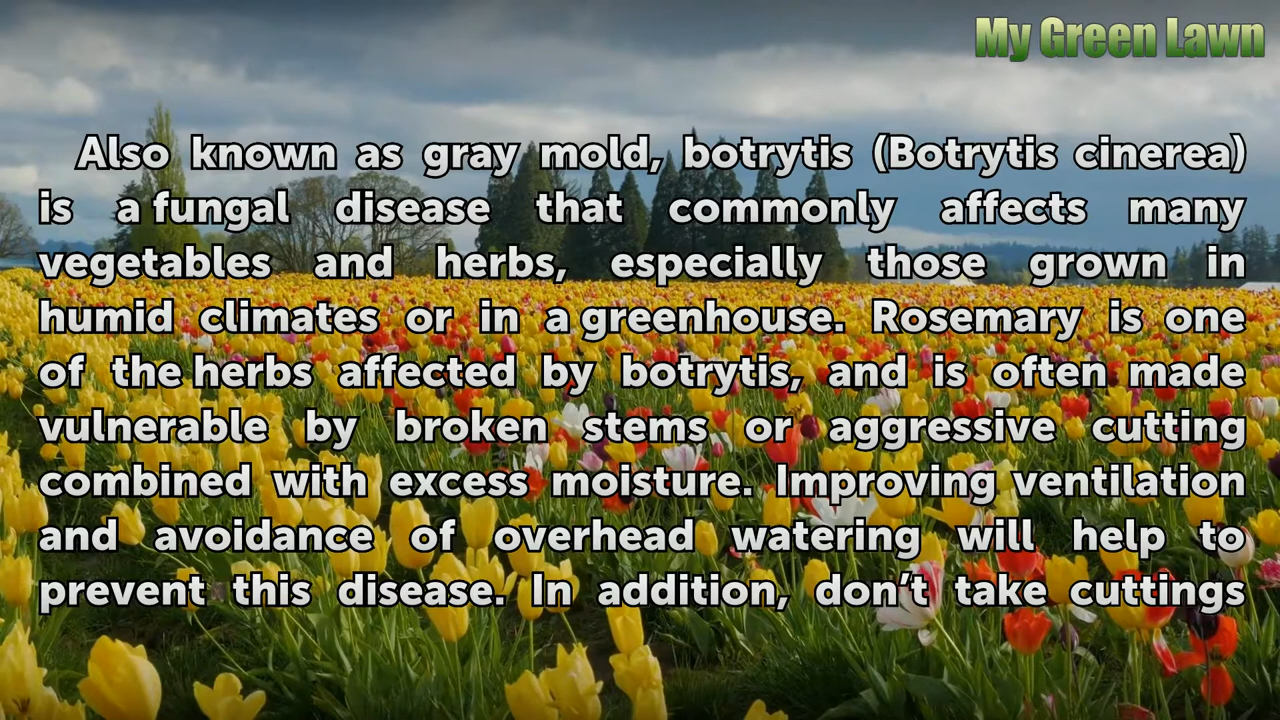 My Green Lawn
Also known as gray mold, botrytis (Botrytis cinerea)
is a fungal disease that commonly affects many
vegetables and herbs, especially those grown in
humid climates or in a greenhouse. Rosemary is one
of the herbs affected by botrytis, and is often made
vulnerable by broken stems or aggressive cutting
combined with excess moisture. Improving ventilation
and avoidance of overhead watering will help to
prevent this disease. In addition, don’t take cuttings